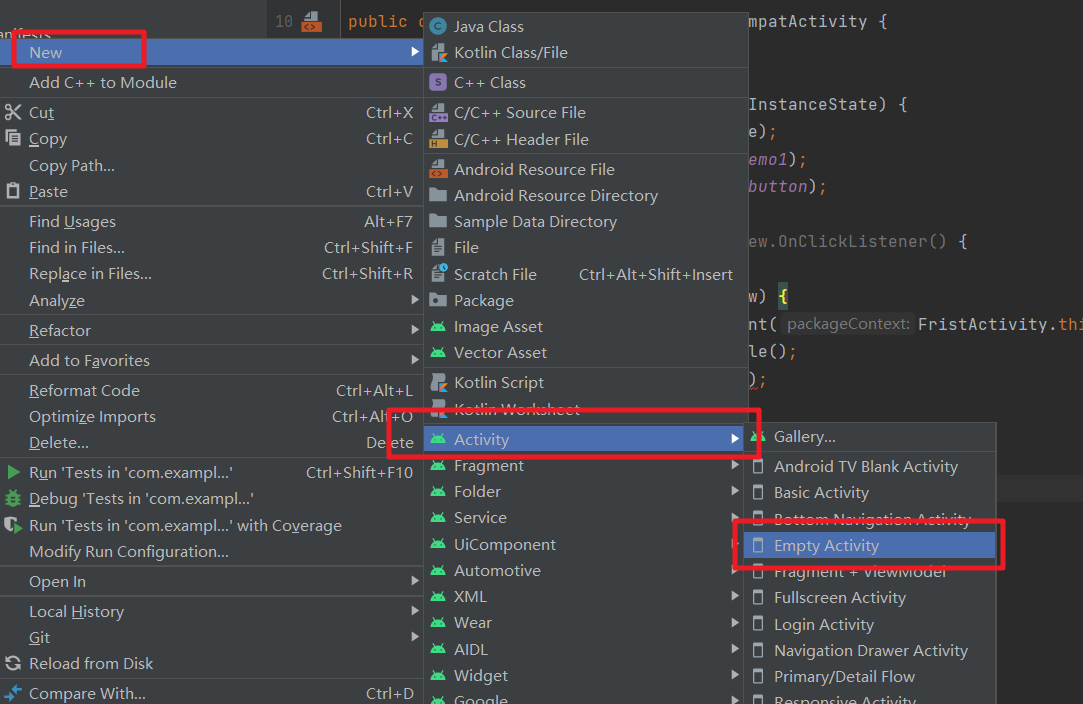 anifests
New
Add C++ to Module
Cut Ctrl+X
Copy Ctrl+C
Copy Path...
Paste Ctrl+V
Find Usages Alt+F7
Find in Files... Ctrl+Shift+F
Replace in Files... Ctrl+Shift+R
Analyze
Refactor
Add to Favorites
Reformat Code Ctrl+Alt+L
Optimize Imports Ctrl+Alt+O
Delete... Delete
Run 'Tests in 'com.exampl...' Ctrl+Shift+F10
Debug 'Tests in 'com.exampl...'
Run 'Tests in 'com.exampl...' with Coverage
Modify Run Configuration...
Open In
Local History
Git
Reload from Disk
Compare With... Ctrl+D
Java Class
Kotlin Class/File
C++ Class
C/C++ Source File
C/C++ Header File
Android Resource File
Android Resource Directory
Sample Data Directory
File
Scratch File Ctrl+Alt+Shift+Insert
Package
Image Asset
Vector Asset
Kotlin Script
Kotlin Worksheet
Activity
Fragment
Folder
Service
UiComponent
Automotive
XML
Wear
AIDL
Widget
Google
Gallery...
Android TV Blank Activity
Basic Activity
Bottom Navigation Activity
Empty Activity
Fragment + ViewModel
Fullscreen Activity
Login Activity
Navigation Drawer Activity
Primary/Detail Flow
Responsive Activity
10 public c mpatActivity {
InstanceState) {
e);
emo1);
button);
ew.OnClickListener() {
w) {
nt( packageContext: FristActivity.thi
le();
);